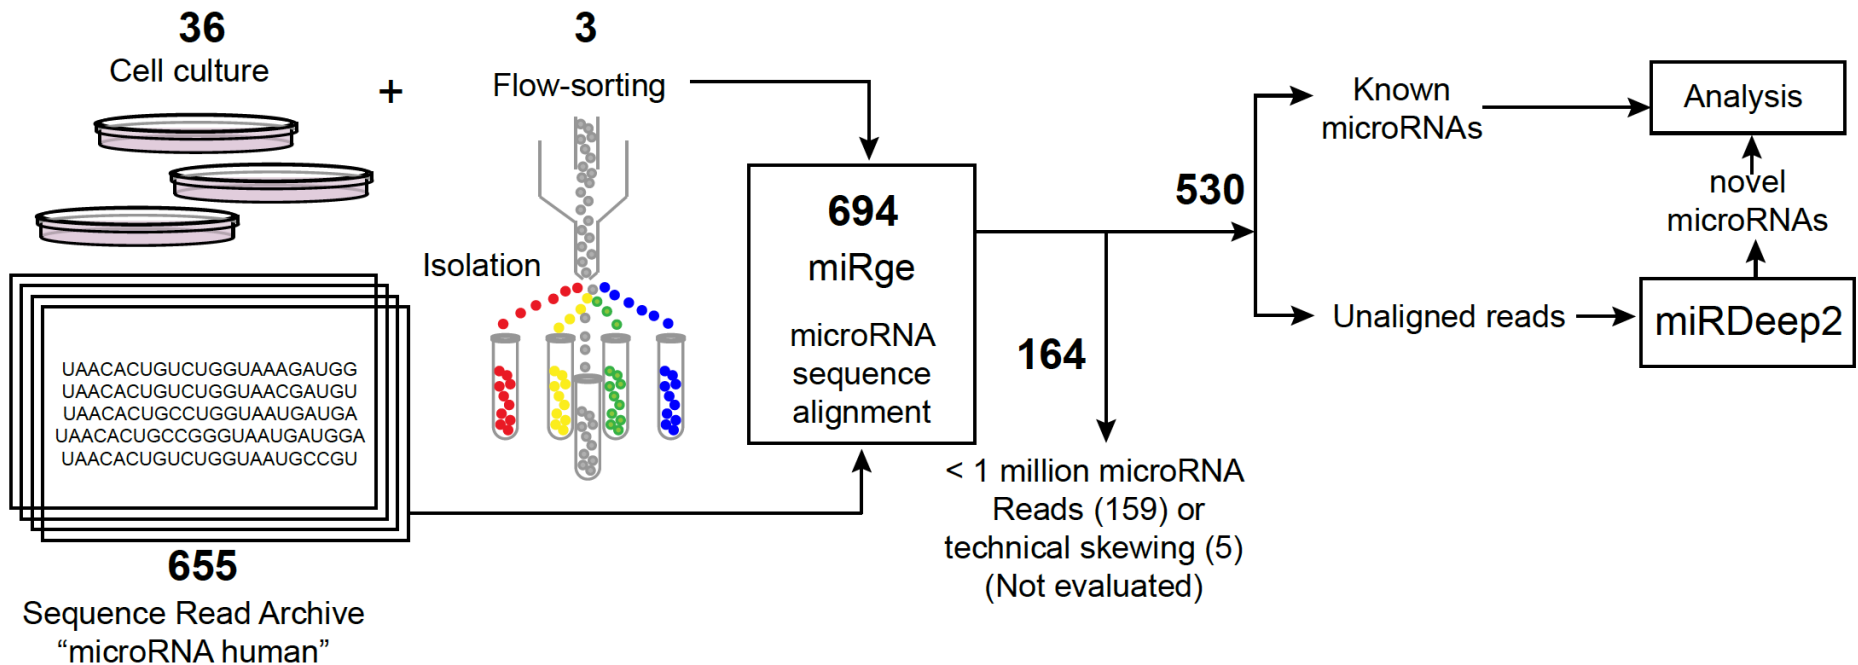 36
Cell culture
+
3
Flow-sorting
Isolation
UAACACUGUCUGGUAAAGAUGG
UAACACUGUCUGGUAACGAUGU
UAACACUGCCUGGUAAUGAUGA
UAACACUGCCGGGUAAUGAUGGA
UAACACUGUCUGGUAAUGCCGU
655
Sequence Read Archive
“microRNA human”
694
miRge
microRNA
sequence
alignment
164
< 1 million microRNA
Reads (159) or
technical skewing (5)
(Not evaluated)
530
Known
microRNAs
Analysis
novel
microRNAs
Unaligned reads
miRDeep2